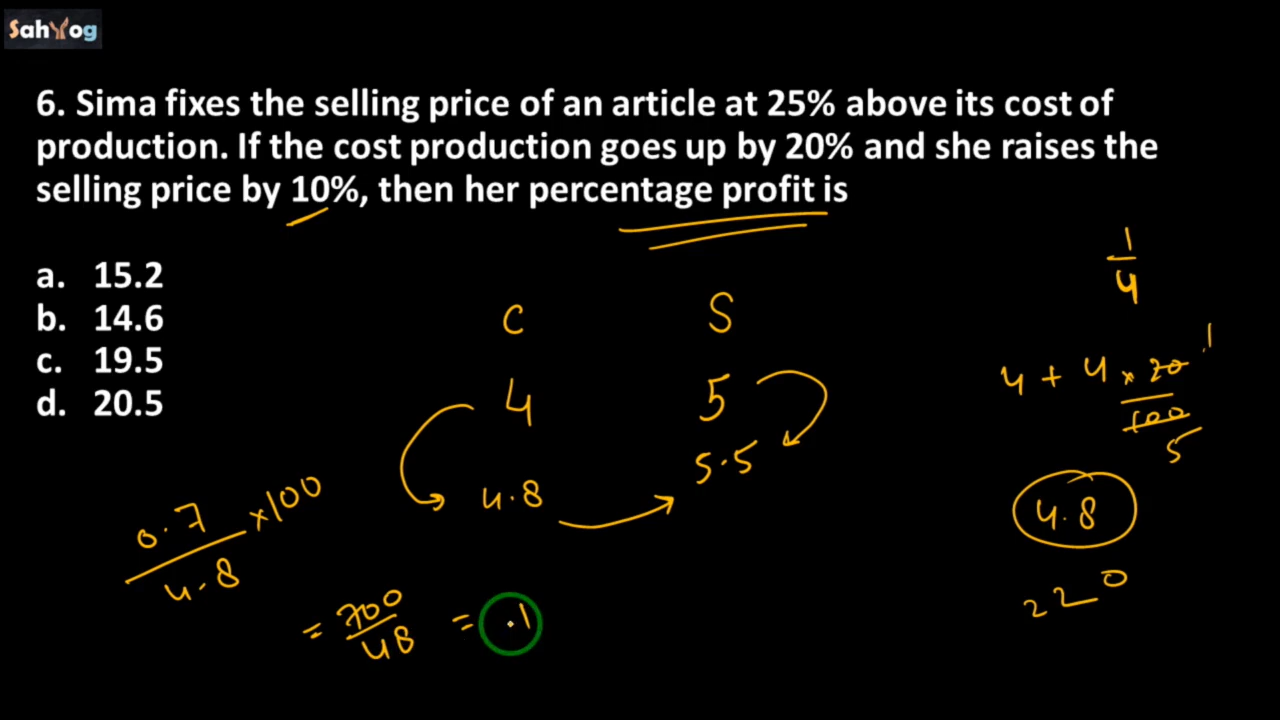 SahYog
6. Sima fixes the selling price of an article at 25% above its cost of
production. If the cost production goes up by 20% and she raises the
selling price by 10%, then her percentage profit is
a. 15.2
b. 14.6
c. 19.5
d. 20.5
C S
4 5
5.5
4.8
1
4
4 + 4 × 20 1
100
5
4.8
220
0.7 × 100
4.8
= 700 = .1
48